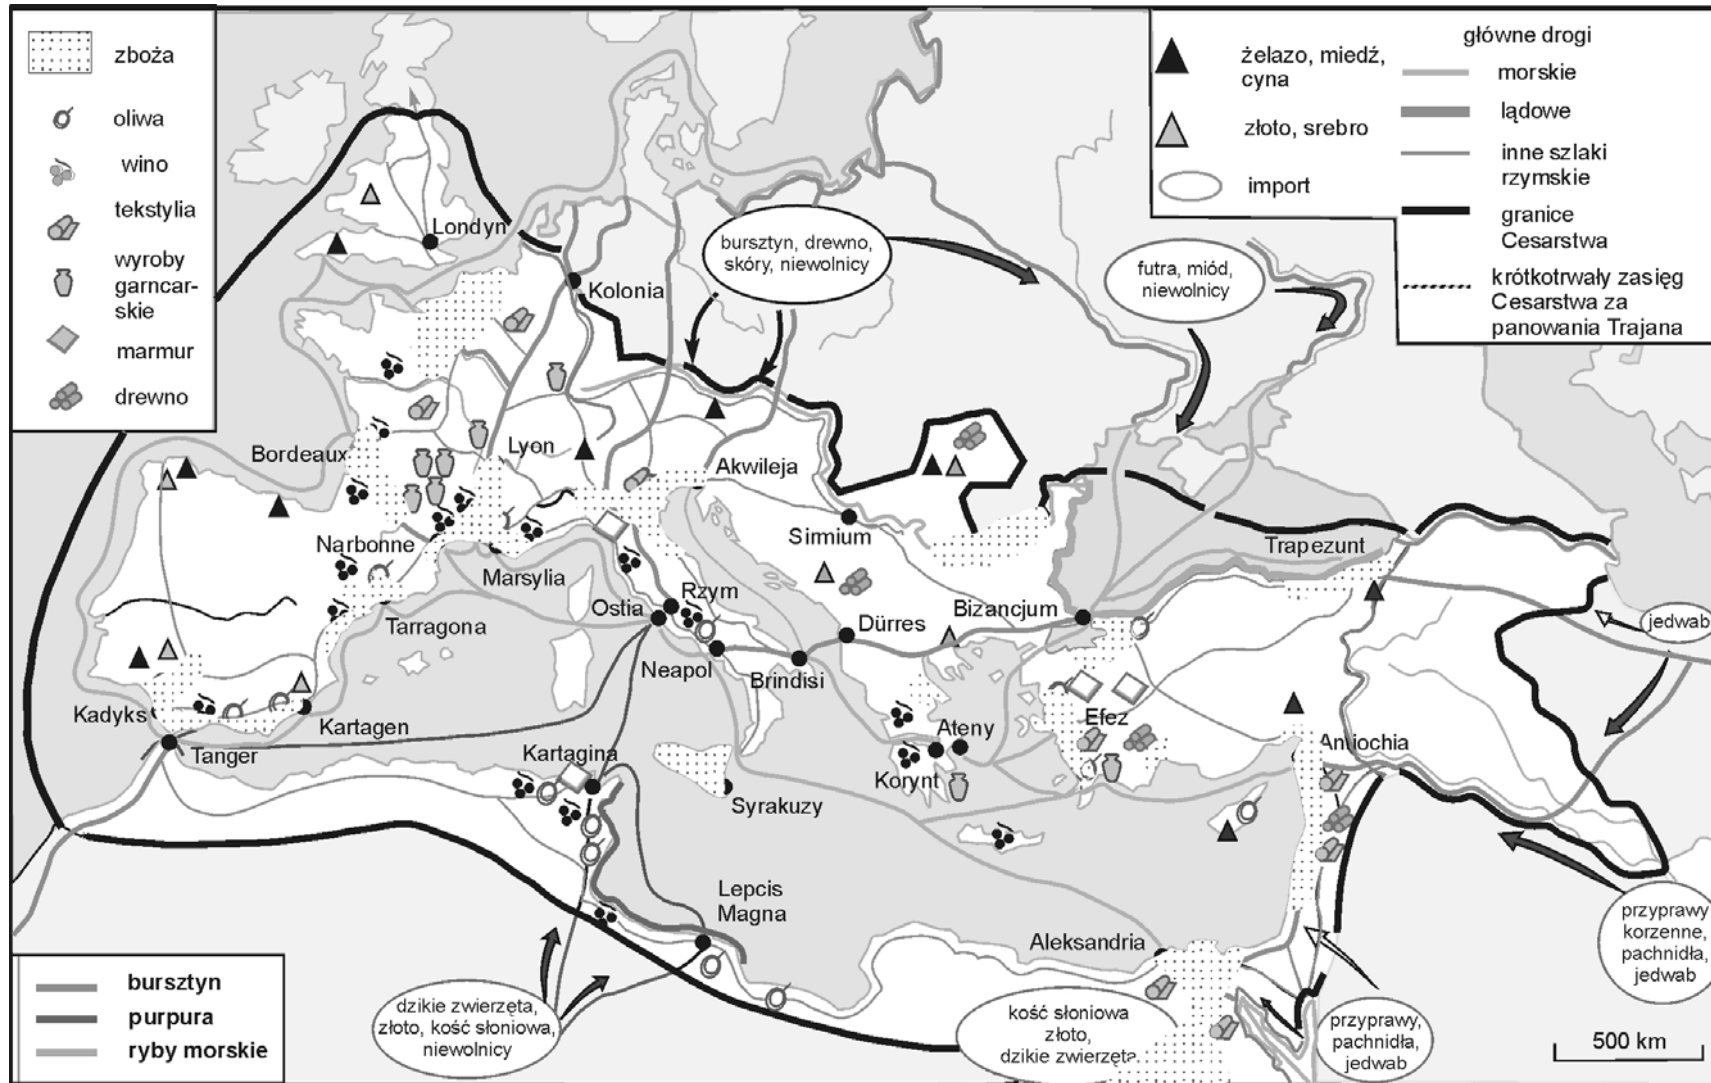 zboża
oliwa
wino
tekstylia
wyroby
garncar-
skie
marmur
drewno
żelazo, miedź,
cyna
złoto, srebro
import
główne drogi
morskie
lądowe
inne szlaki
rzymskie
granice
Cesarstwa
krótkotrwały zasięg
Cesarstwa za
panowania Trajana
Londyn
Kolonia
bursztyn, drewno,
skóry, niewolnicy
futra, miód,
niewolnicy
Bordeaux
Lyon
Akwileja
Narbonne
Marsylia
Sirmium
Trapezunt
Tarragona
Ostia
Rzym
Dürres
Bizancjum
jedwab
Neapol
Brindisi
Kadyks
Kartagen
Tanger
Kartagina
Syrakuzy
Ateny
Korynt
Efez
Antiochia
Lepcis
Magna
Aleksandria
dzikie zwierzęta,
złoto, kość słoniowa,
niewolnicy
kość słoniowa
złoto,
dzikie zwierzęta
przyprawy,
pachnidła,
jedwab
przyprawy
korzenne,
pachnidła,
jedwab
bursztyn
purpura
ryby morskie
500 km